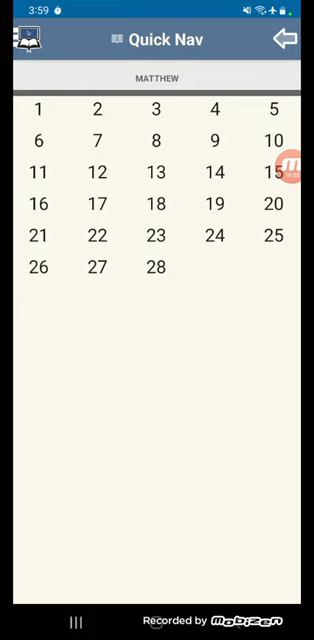 3:59
Quick Nav
MATTHEW
1 2 3 4 5
6 7 8 9 10
11 12 13 14 15
16 17 18 19 20
21 22 23 24 25
26 27 28
Recorded by mobizen